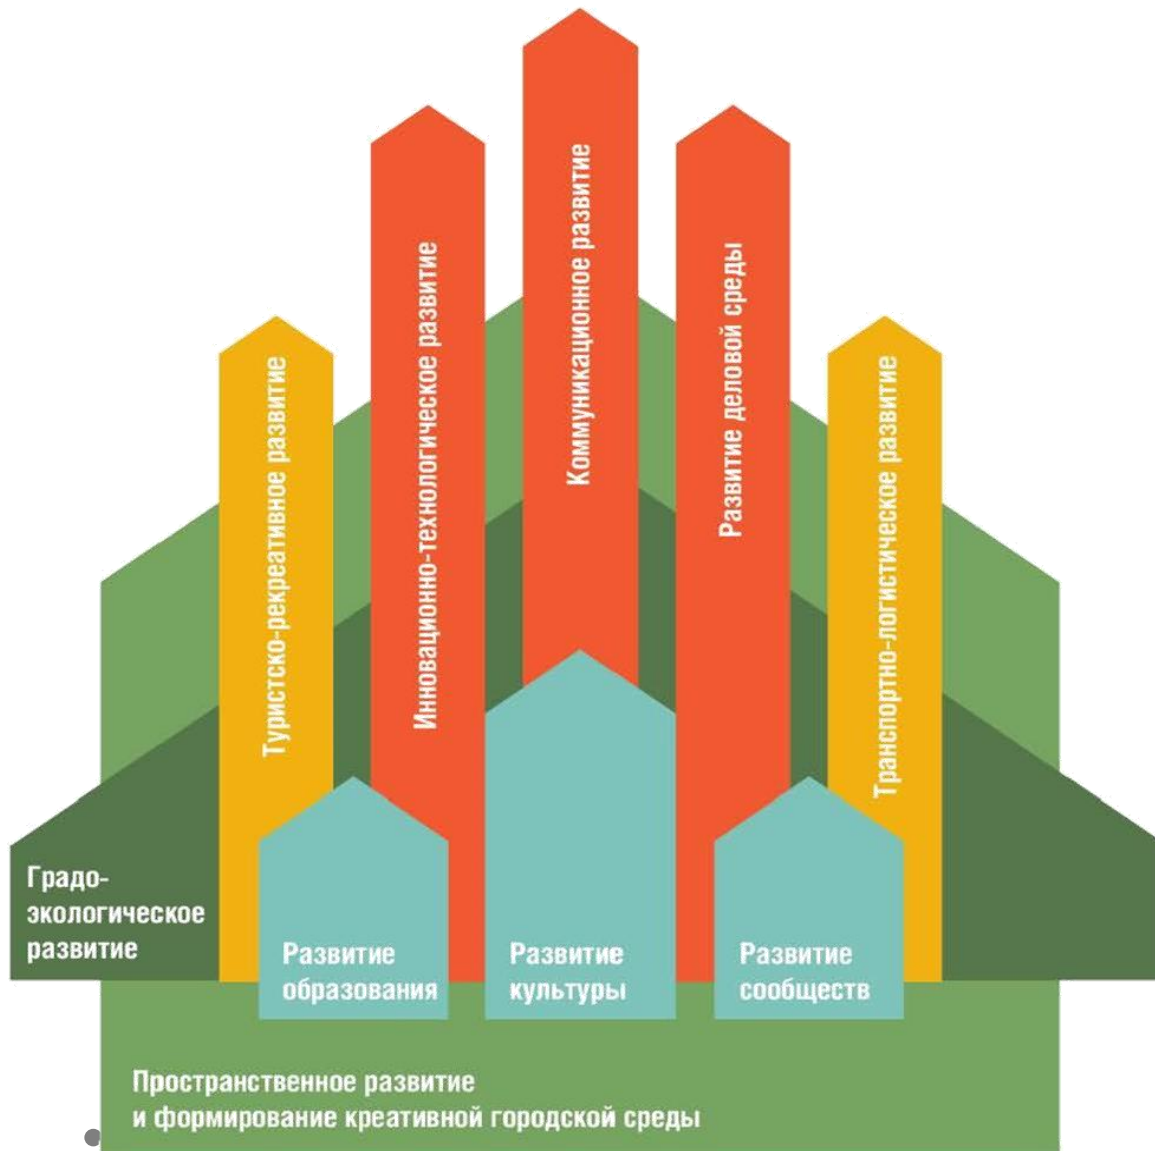 Туристско-рекреативное развитие
Инновационно-технологическое развитие
Коммуникационное развитие
Развитие деловой среды
Транспортно-логистическое развитие
Градо-
экологическое
развитие
Развитие
образования
Развитие
культуры
Развитие
сообществ
Пространственное развитие
и формирование креативной городской среды